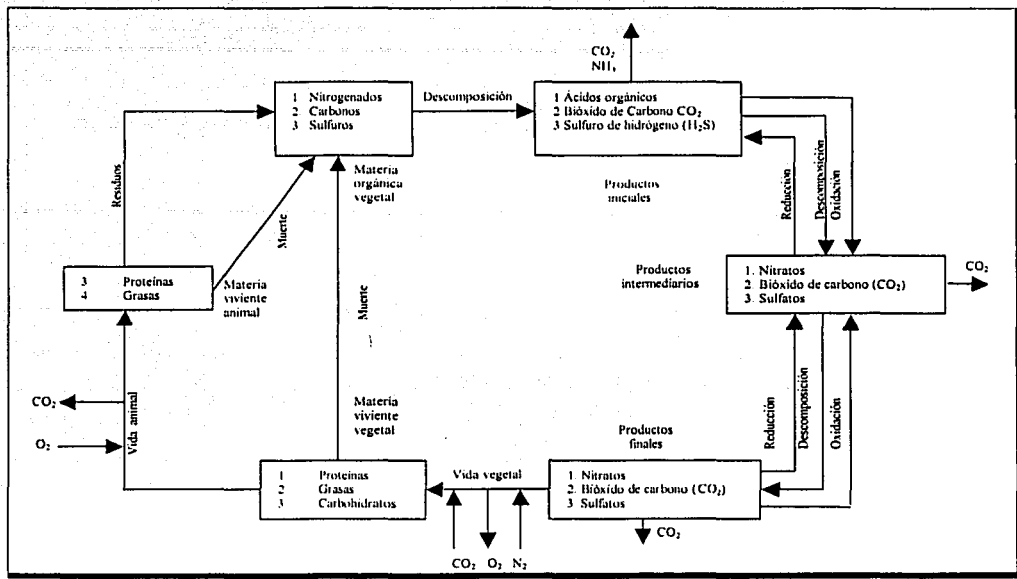 CO₂
NH₃
1 Nitrogenados
2 Carbonos
3 Sulfuros
Descomposición
1 Ácidos orgánicos
2 Bióxido de Carbono CO₂
3 Sulfuro de hidrógeno (H₂S)
Residuos
Muerte
Materia
orgánica
vegetal
Productos
iniciales
Reducción
Descomposición
Oxidación
3 Proteínas
4 Grasas
Materia
viviente
animal
Muerte
Productos
intermediarios
1. Nitratos
2. Bióxido de carbono (CO₂)
3. Sulfatos
CO₂
CO₂
O₂
Vida animal
Materia
viviente
vegetal
Productos
finales
Reducción
Descomposición
Oxidación
1 Proteínas
2 Grasas
3 Carbohidratos
Vida vegetal
1. Nitratos
2. Bióxido de carbono (CO₂)
3 Sulfatos
CO₂
CO₂ O₂ N₂